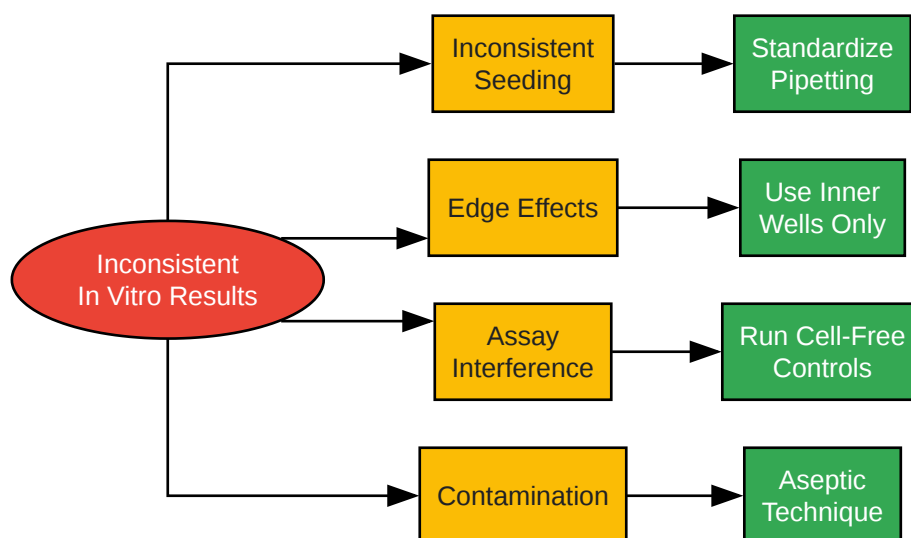 Inconsistent
Seeding
Standardize
Pipetting
Edge Effects
Use Inner
Wells Only
Inconsistent
In Vitro Results
Assay
Interference
Run Cell-Free
Controls
Contamination
Aseptic
Technique